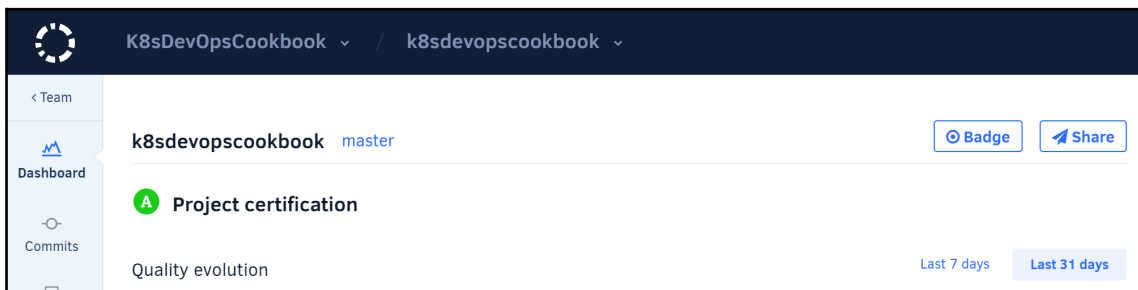 K8sDevOpsCookbook / k8sdevopscookbook
< Team
k8sdevopscookbook master Badge Share
Dashboard
A Project certification
Commits
Quality evolution Last 7 days Last 31 days